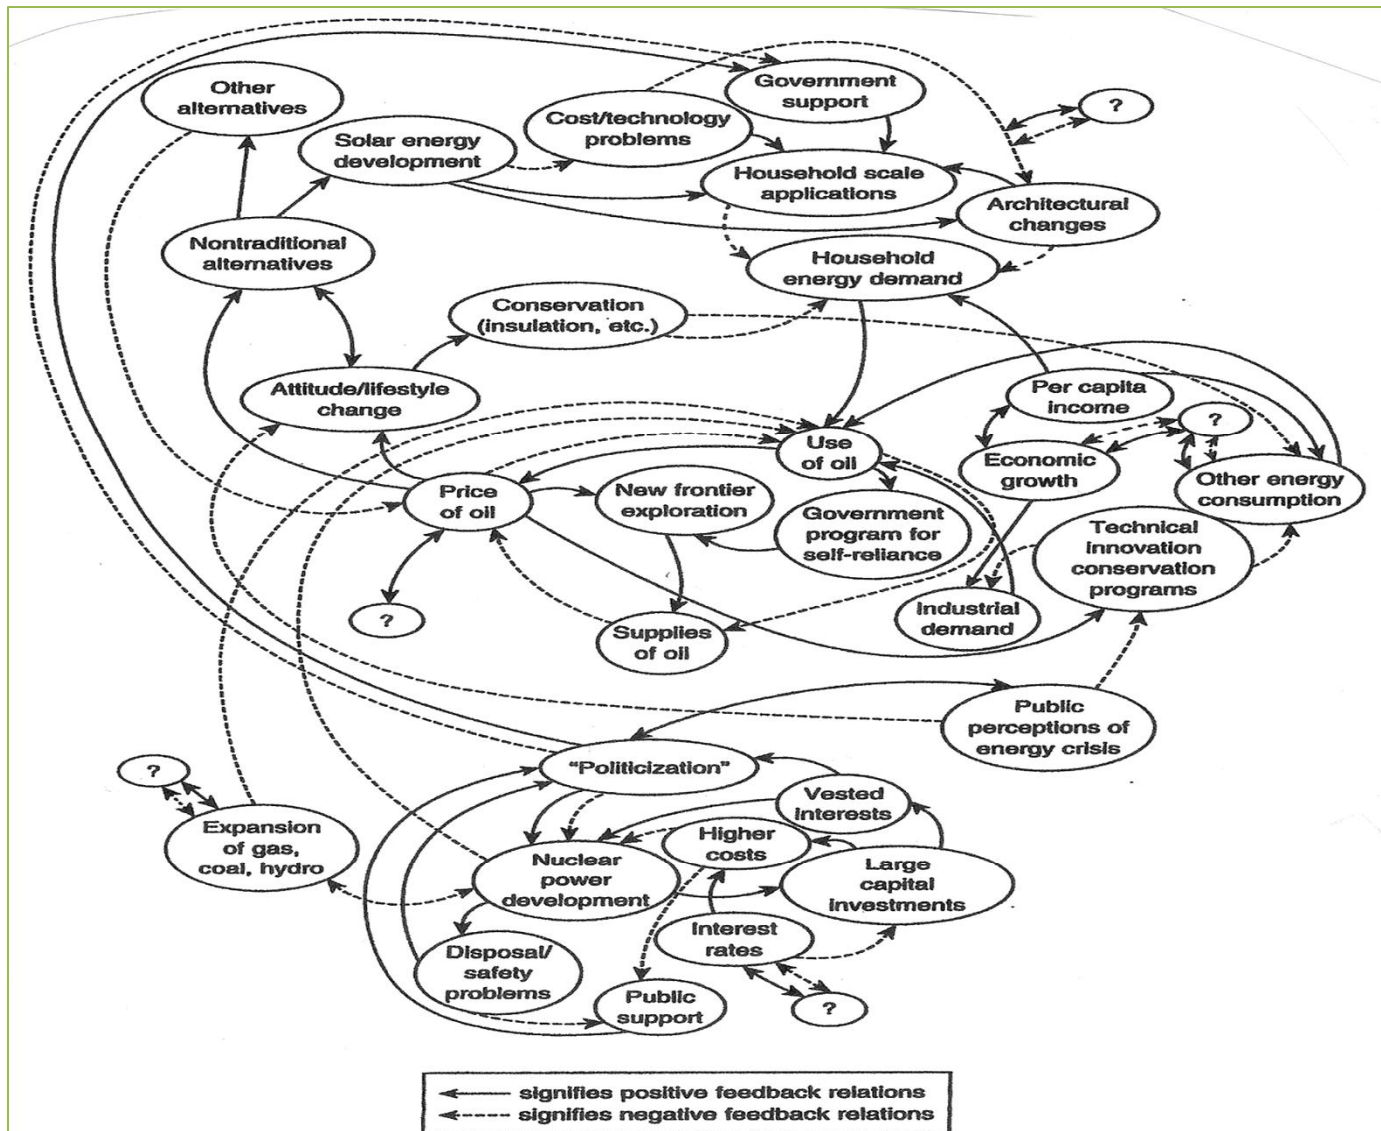 Other
alternatives
Solar energy
development
Cost/technology
problems
Government
support
?
Household scale
applications
Architectural
changes
Nontraditional
alternatives
Household
energy demand
Conservation
(insulation, etc.)
Attitude/lifestyle
change
Per capita
income
?
Use
of oil
Economic
growth
Other energy
consumption
Price
of oil
New frontier
exploration
Government
program for
self-reliance
Technical
innovation
conservation
programs
?
Supplies
of oil
Industrial
demand
Public
perceptions of
energy crisis
"Politicization"
?
Vested
interests
Expansion
of gas,
coal, hydro
Higher
costs
Nuclear
power
development
Large
capital
investments
Interest
rates
Disposal/
safety
problems
Public
support
?
signifies positive feedback relations
signifies negative feedback relations